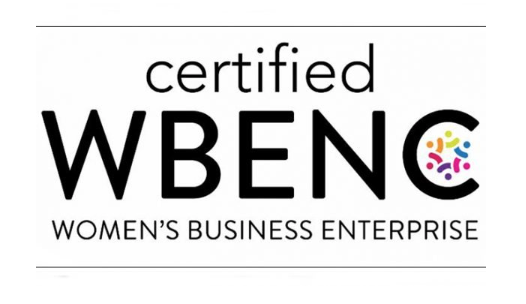 certified
WBENC
WOMEN'S BUSINESS ENTERPRISE